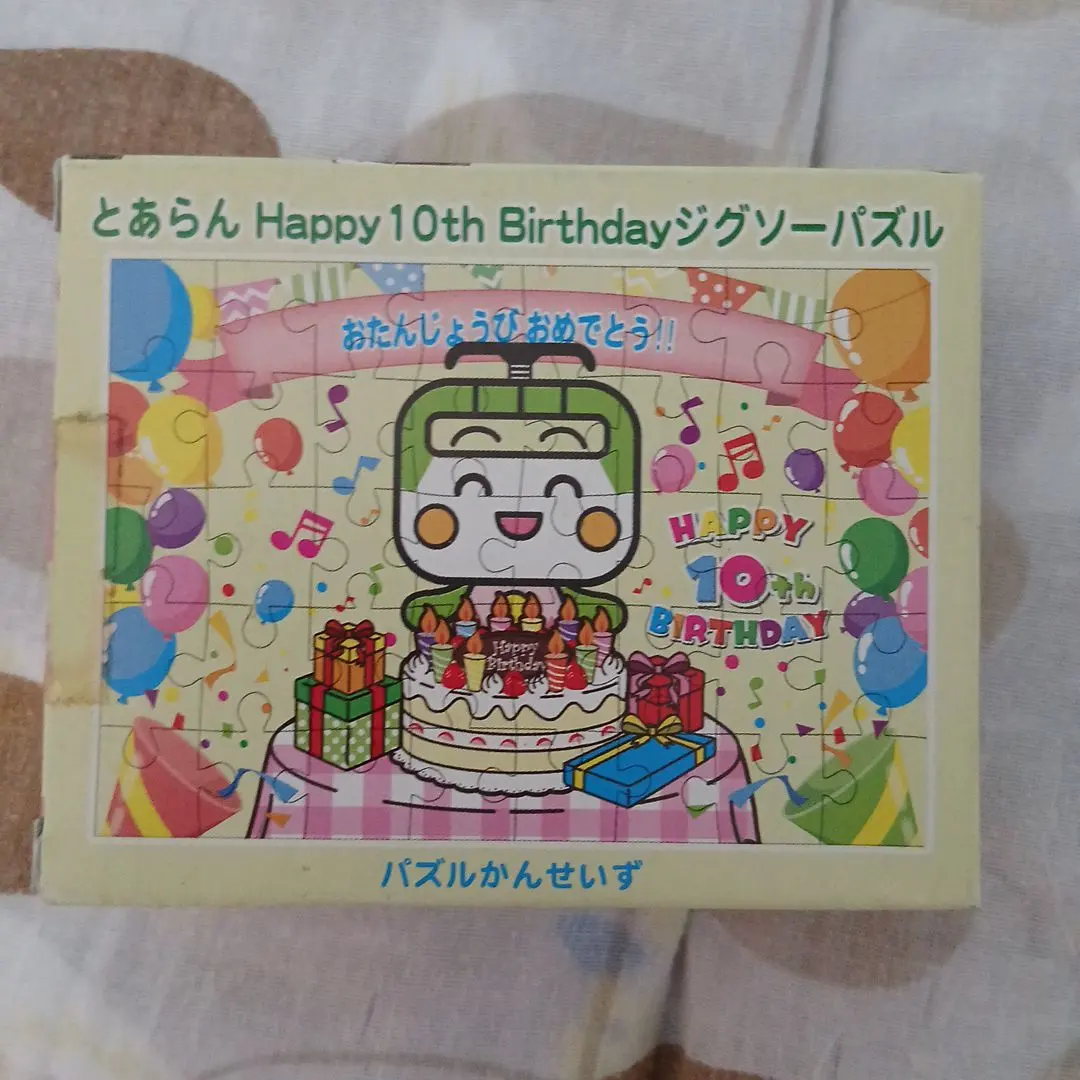 とあらん Happy 10th Birthdayジグソーパズル
おたんじょうび おめでとう!!
HAPPY
10th
BIRTHDAY
Happy
Birthday
パズルかんせいず